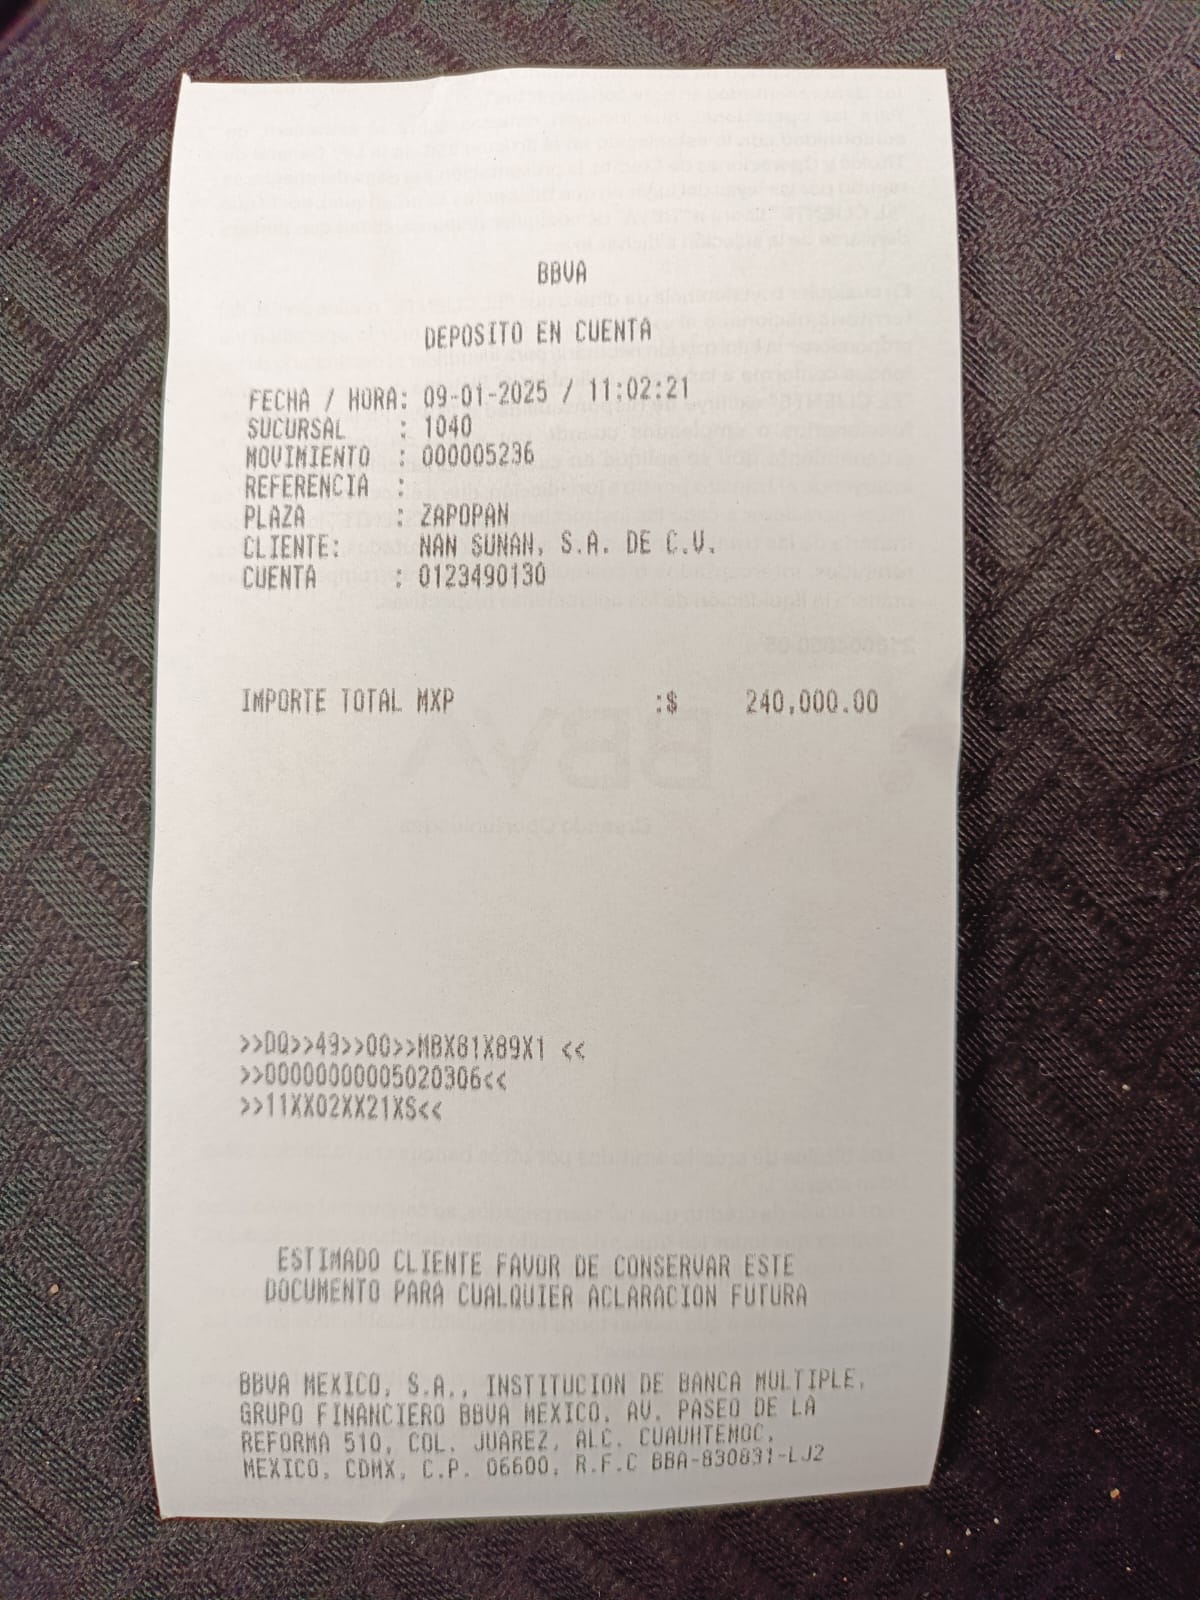 BBVA
DEPOSITO EN CUENTA
FECHA / HORA: 09-01-2025 / 11:02:21
SUCURSAL : 1040
MOVIMIENTO : 000005236
REFERENCIA :
PLAZA : ZAPOPAN
CLIENTE: NAN SUNAN, S.A. DE C.V.
CUENTA : 0123490130
IMPORTE TOTAL MXP :$ 240,000.00
>>DQ>>49>>00>>MBX81X89X1 <<
>>00000000005020306<<
>>11XX02XX21XS<<
ESTIMADO CLIENTE FAVOR DE CONSERVAR ESTE
DOCUMENTO PARA CUALQUIER ACLARACION FUTURA
BBVA MEXICO, S.A., INSTITUCION DE BANCA MULTIPLE,
GRUPO FINANCIERO BBVA MEXICO. AV. PASEO DE LA
REFORMA 510, COL. JUAREZ, ALC. CUAUHTEMOC,
MEXICO, CDMX, C.P. 06600, R.F.C BBA-830831-LJ2